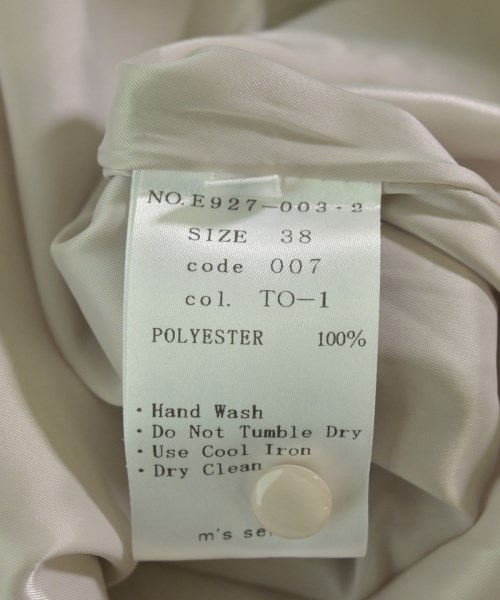 NO.E927-003-2
SIZE 38
code 007
col. TO-1
POLYESTER 100%
・Hand Wash
・Do Not Tumble Dry
・Use Cool Iron
・Dry Clean
m's